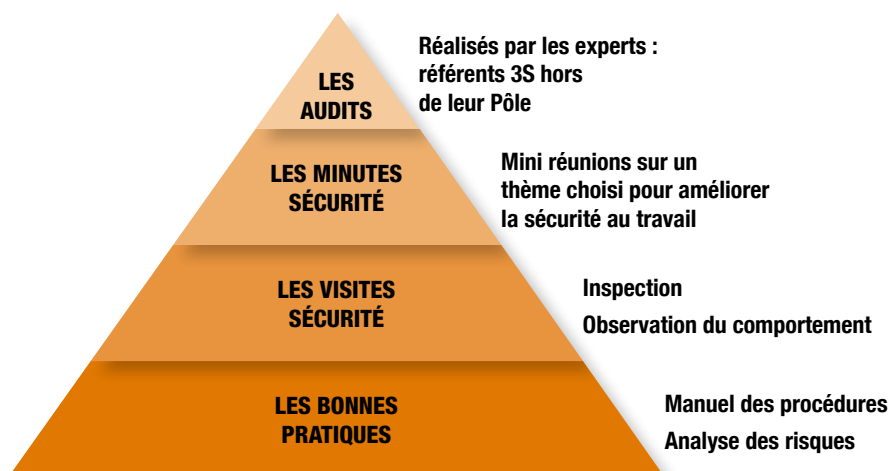 LES
AUDITS
Réalisés par les experts :
référents 3S hors
de leur Pôle
LES MINUTES
SÉCURITÉ
Mini réunions sur un
thème choisi pour améliorer
la sécurité au travail
LES VISITES
SÉCURITÉ
Inspection
Observation du comportement
LES BONNES
PRATIQUES
Manuel des procédures
Analyse des risques